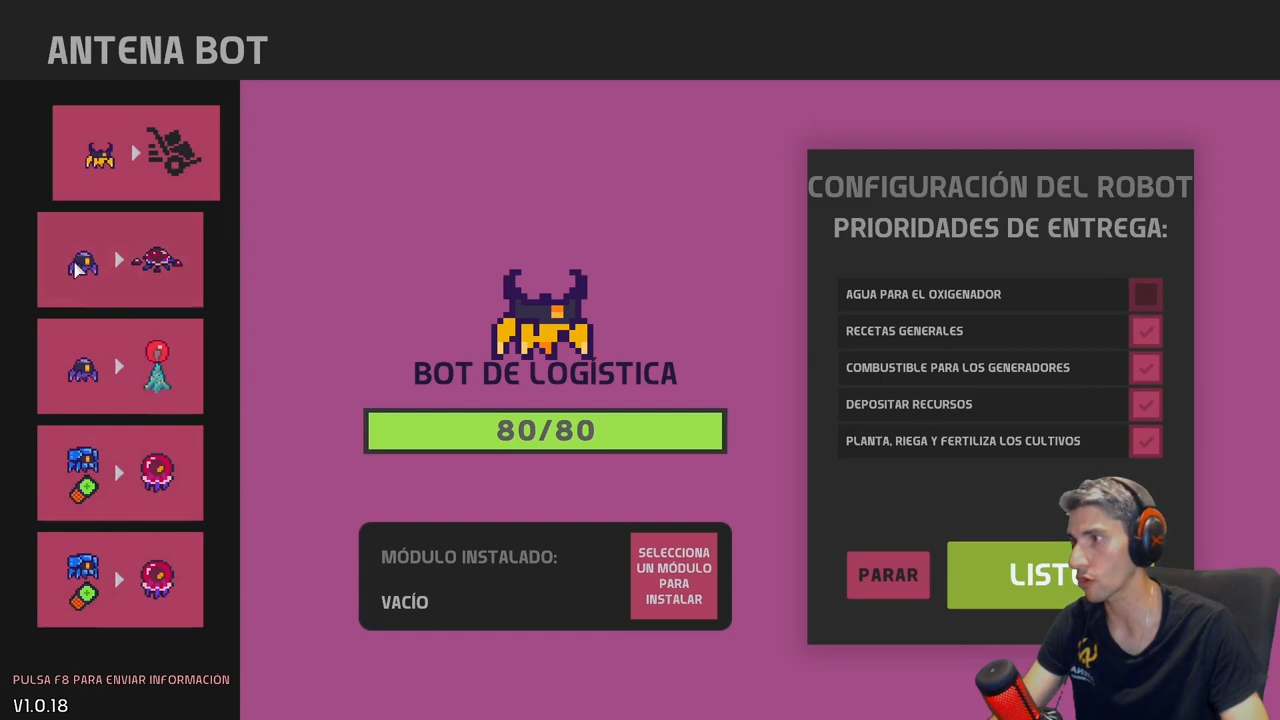 ANTENA BOT
BOT DE LOGÍSTICA
80/80
MÓDULO INSTALADO:
VACÍO
SELECCIONA
UN MÓDULO
PARA
INSTALAR
CONFIGURACIÓN DEL ROBOT
PRIORIDADES DE ENTREGA:
AGUA PARA EL OXIGENADOR
RECETAS GENERALES
COMBUSTIBLE PARA LOS GENERADORES
DEPOSITAR RECURSOS
PLANTA, RIEGA Y FERTILIZA LOS CULTIVOS
PARAR
PULSA F8 PARA ENVIAR INFORMACIÓN
V1.0.18